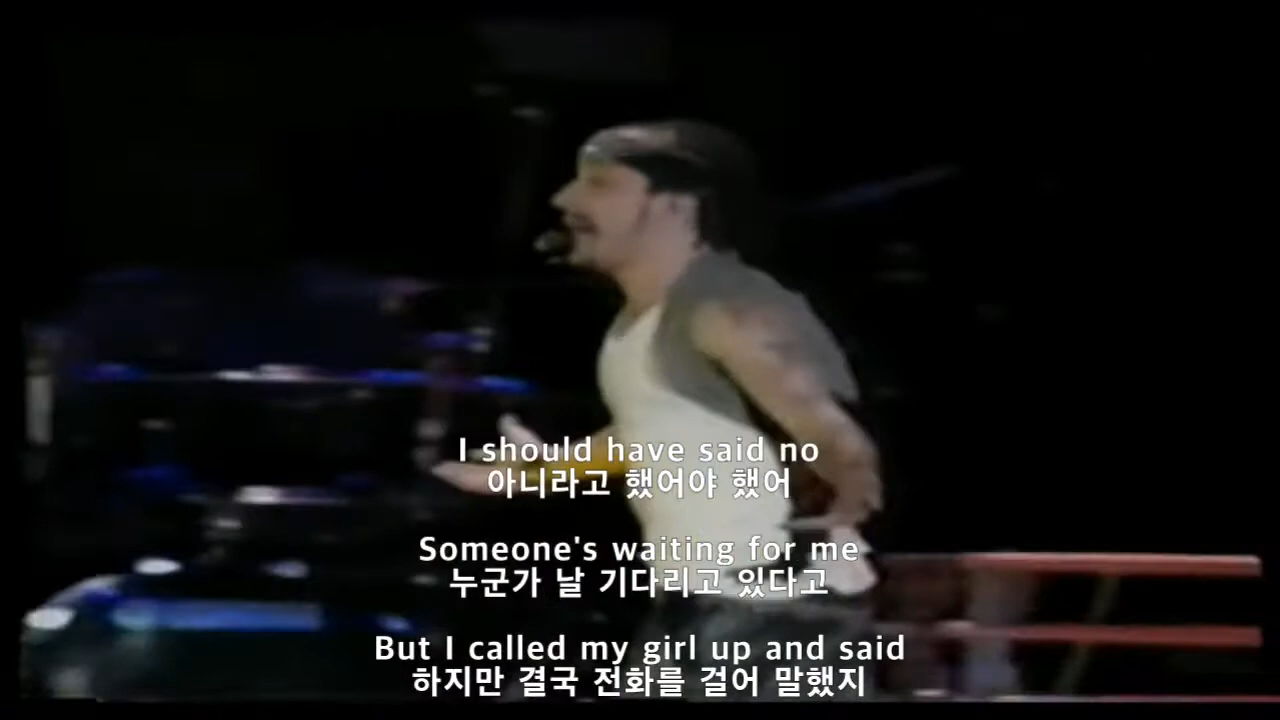 I should have said no
아니라고 했어야 했어
Someone's waiting for me
누군가 날 기다리고 있다고
But I called my girl up and said
하지만 결국 전화를 걸어 말했지